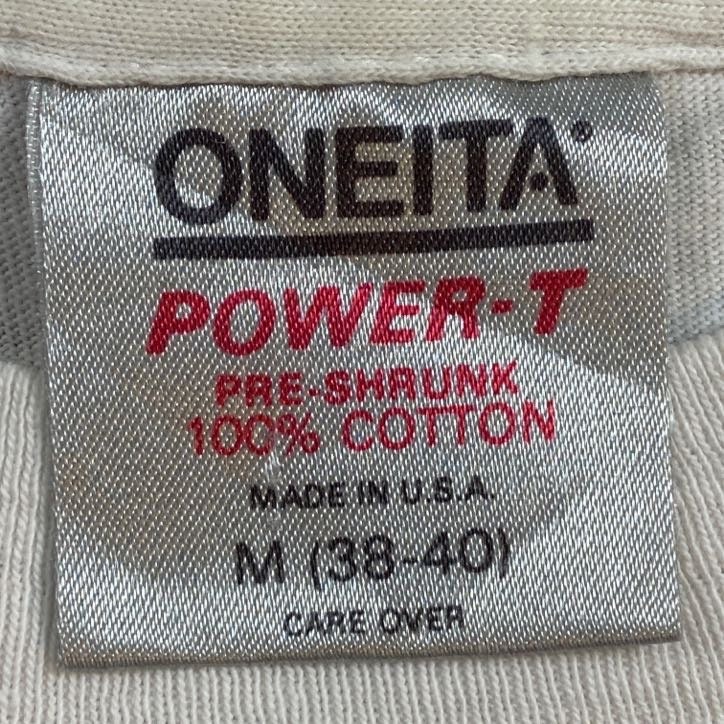 ONEITA®
POWER-T
PRE-SHRUNK
100% COTTON
MADE IN U.S.A.
M (38-40)
CARE OVER